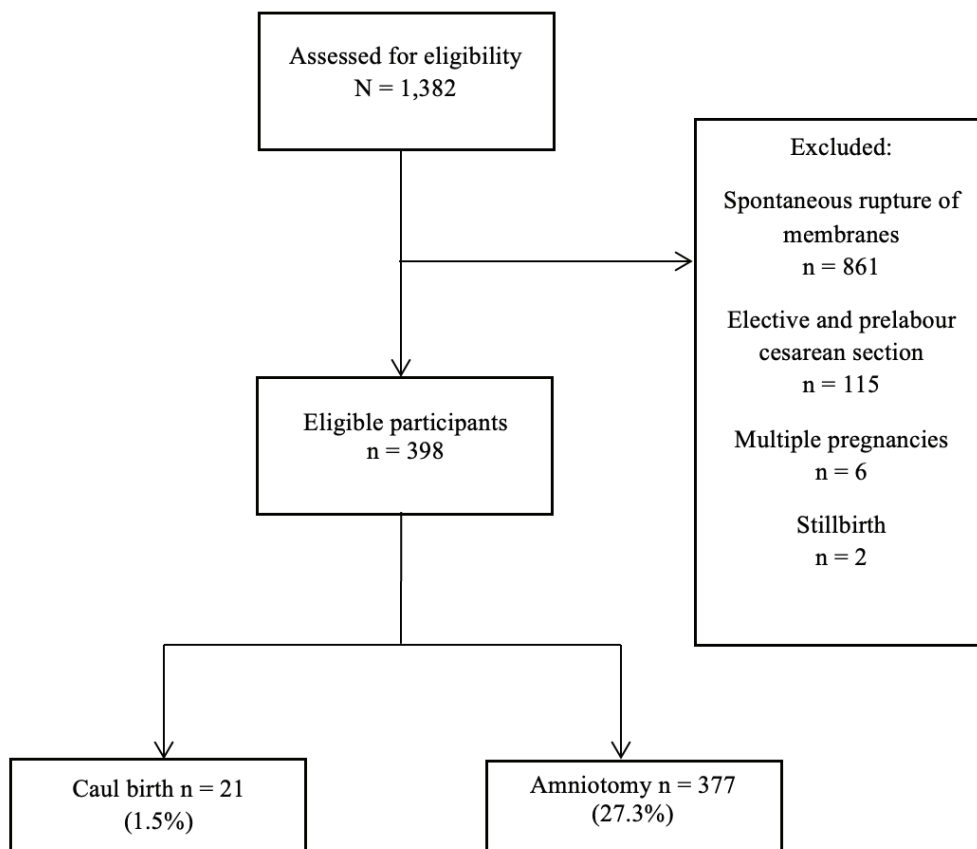 Assessed for eligibility
N = 1,382
Excluded:
Spontaneous rupture of
membranes
n = 861
Elective and prelabour
cesarean section
n = 115
Multiple pregnancies
n = 6
Stillbirth
n = 2
Eligible participants
n = 398
Caul birth n = 21
(1.5%)
Amniotomy n = 377
(27.3%)